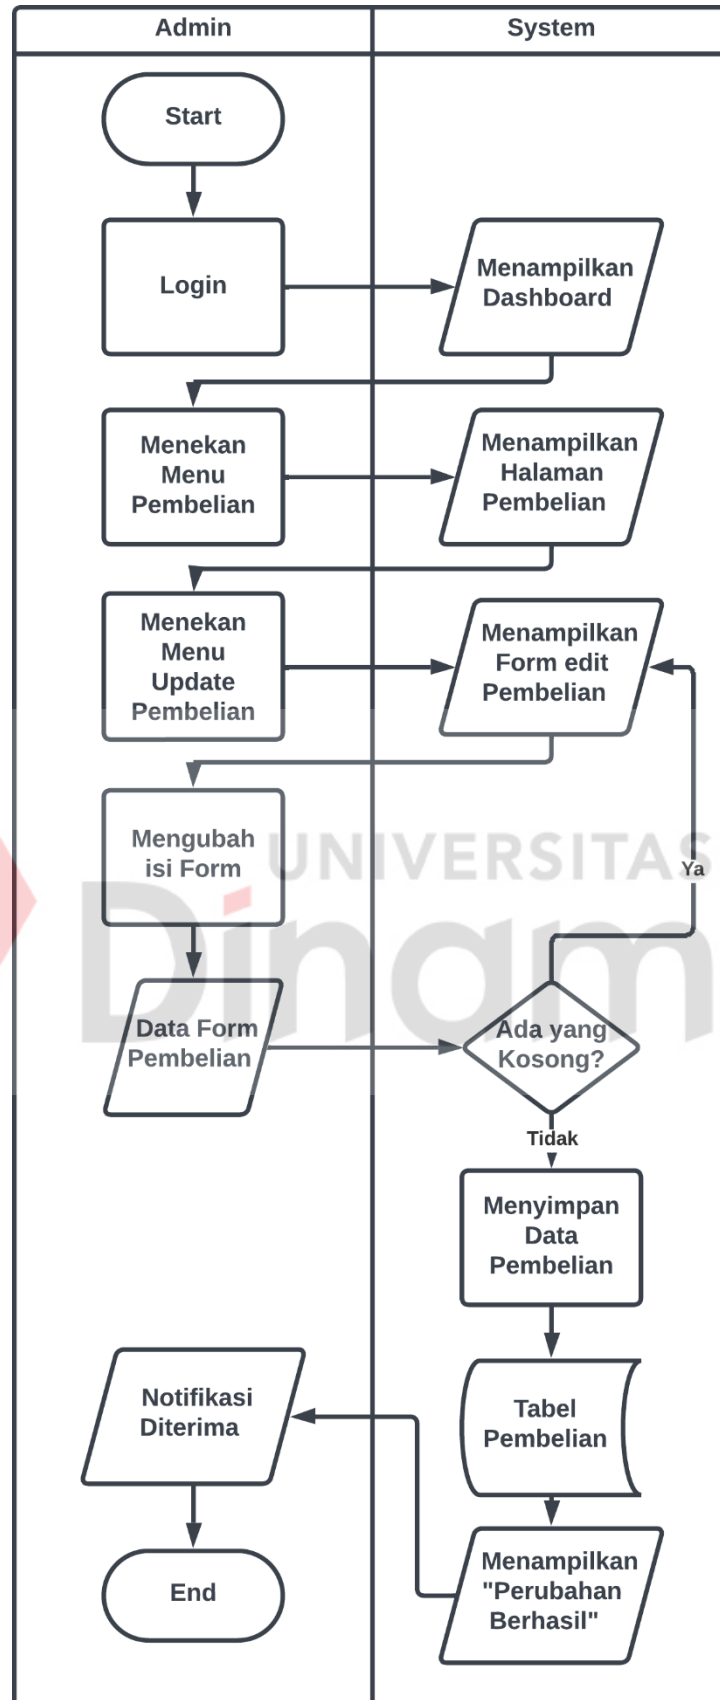 Admin
System
Start
Login
Menampilkan
Dashboard
Menekan
Menu
Pembelian
Menampilkan
Halaman
Pembelian
Menekan
Menu
Update
Pembelian
Menampilkan
Form edit
Pembelian
Mengubah
isi Form
UNIVERSITAS
Ya
Dinam
Data Form
Pembelian
Ada yang
Kosong?
Tidak
Menyimpan
Data
Pembelian
Notifikasi
Diterima
Tabel
Pembelian
End
Menampilkan
"Perubahan
Berhasil"